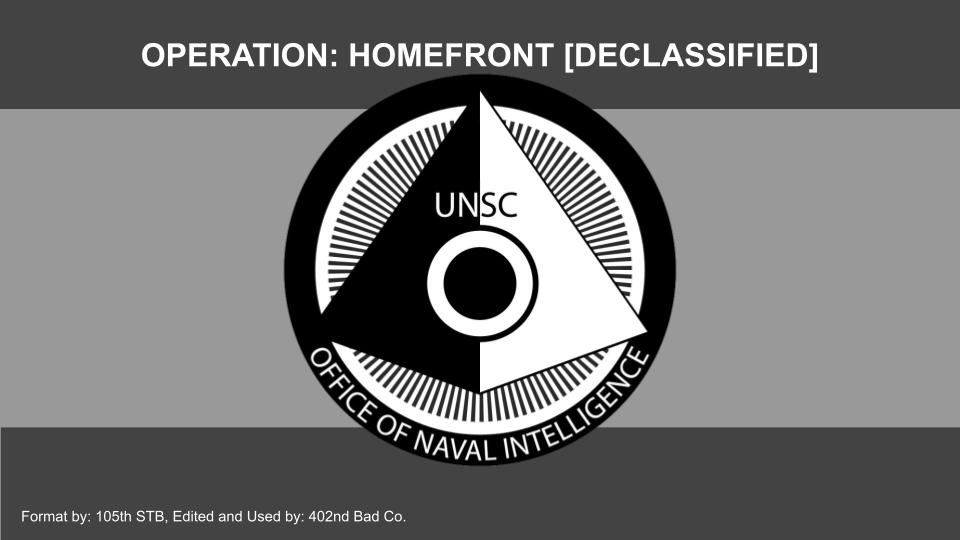 OPERATION: HOMEFRONT [DECLASSIFIED]
UNSC
OFFICE OF NAVAL INTELLIGENCE
Format by: 105th STB, Edited and Used by: 402nd Bad Co.